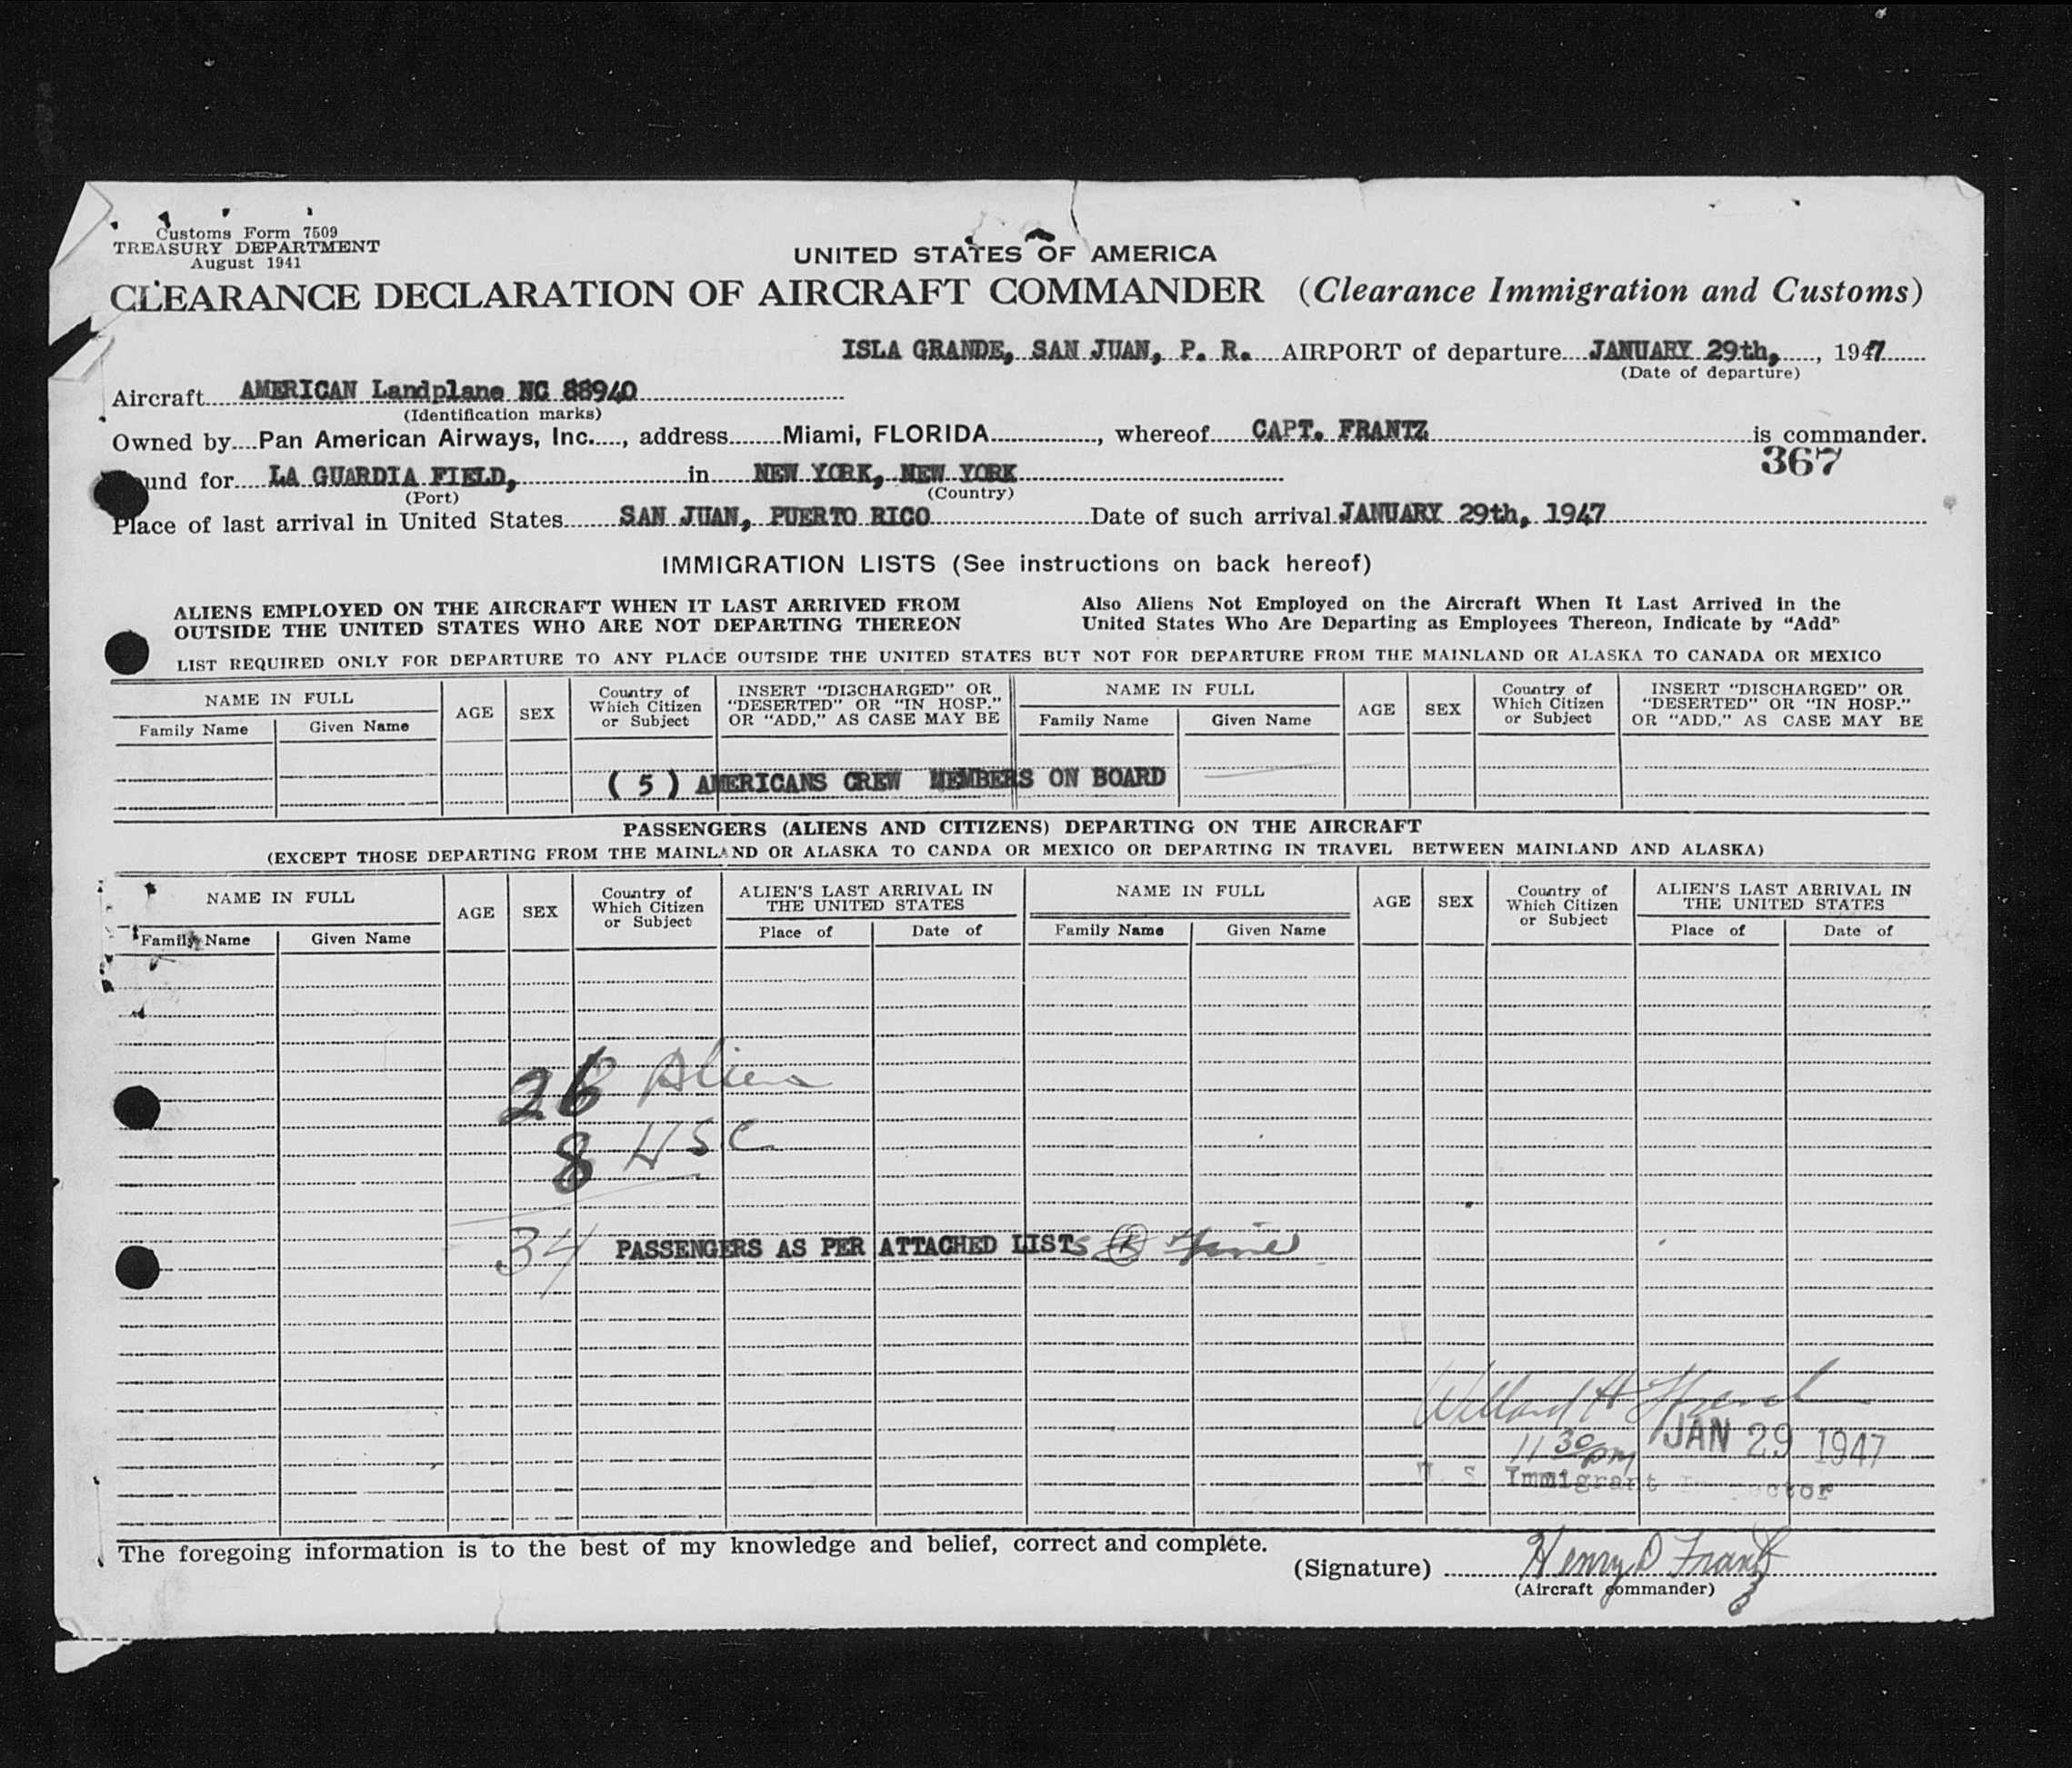 Customs Form 7509
TREASURY DEPARTMENT
August 1941
UNITED STATES OF AMERICA
CLEARANCE DECLARATION OF AIRCRAFT COMMANDER (Clearance Immigration and Customs)
ISLA GRANDE, SAN JUAN, P. R. AIRPORT of departure JANUARY 29th, , 1947
(Date of departure)
Aircraft AMERICAN Landplane NC 88940
(Identification marks)
Owned by Pan American Airways, Inc. , address Miami, FLORIDA , whereof CAPT. FRANTZ is commander.
367
und for LA GUARDIA FIELD, in NEW YORK, NEW YORK
(Port) (Country)
Place of last arrival in United States SAN JUAN, PUERTO RICO Date of such arrival JANUARY 29th, 1947
IMMIGRATION LISTS (See instructions on back hereof)
ALIENS EMPLOYED ON THE AIRCRAFT WHEN IT LAST ARRIVED FROM
OUTSIDE THE UNITED STATES WHO ARE NOT DEPARTING THEREON
Also Aliens Not Employed on the Aircraft When It Last Arrived in the
United States Who Are Departing as Employees Thereon, Indicate by "Add"
LIST REQUIRED ONLY FOR DEPARTURE TO ANY PLACE OUTSIDE THE UNITED STATES BUT NOT FOR DEPARTURE FROM THE MAINLAND OR ALASKA TO CANADA OR MEXICO
NAME IN FULL
Family Name Given Name
AGE
SEX
Country of
Which Citizen
or Subject
INSERT "DISCHARGED" OR
"DESERTED" OR "IN HOSP."
OR "ADD," AS CASE MAY BE
NAME IN FULL
Family Name Given Name
AGE
SEX
Country of
Which Citizen
or Subject
INSERT "DISCHARGED" OR
"DESERTED" OR "IN HOSP."
OR "ADD," AS CASE MAY BE
( 5 ) AMERICANS CREW MEMBERS ON BOARD
PASSENGERS (ALIENS AND CITIZENS) DEPARTING ON THE AIRCRAFT
(EXCEPT THOSE DEPARTING FROM THE MAINLAND OR ALASKA TO CANDA OR MEXICO OR DEPARTING IN TRAVEL BETWEEN MAINLAND AND ALASKA)
NAME IN FULL
Family Name Given Name
AGE
SEX
Country of
Which Citizen
or Subject
ALIEN'S LAST ARRIVAL IN
THE UNITED STATES
Place of Date of
NAME IN FULL
Family Name Given Name
AGE
SEX
Country of
Which Citizen
or Subject
ALIEN'S LAST ARRIVAL IN
THE UNITED STATES
Place of Date of
26 Aliens
8 USC
34 PASSENGERS AS PER ATTACHED LISTS
Willard H
11 30 pm JAN 29 1947
U. S. Immigrant Inspector
The foregoing information is to the best of my knowledge and belief, correct and complete.
(Signature) Henry D Frantz
(Aircraft commander)